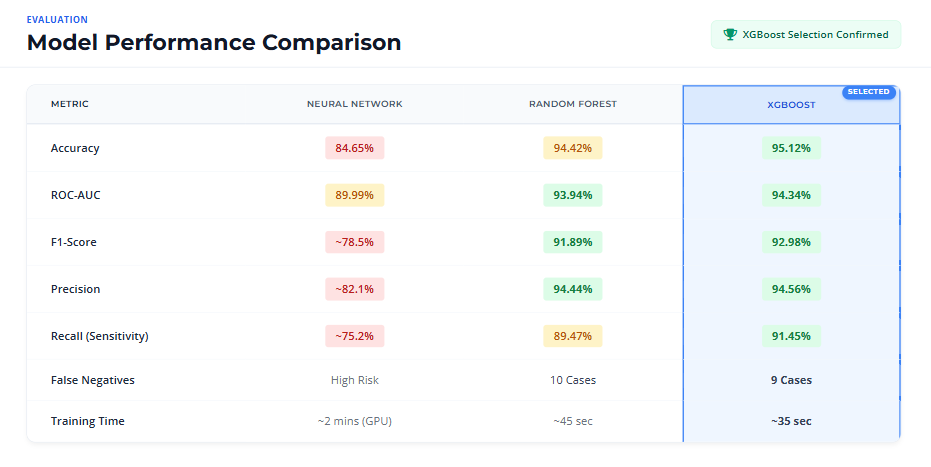 EVALUATION
Model Performance Comparison
XGBoost Selection Confirmed
SELECTED
METRIC NEURAL NETWORK RANDOM FOREST XGBOOST
Accuracy 84.65% 94.42% 95.12%
ROC-AUC 89.99% 93.94% 94.34%
F1-Score ~78.5% 91.89% 92.98%
Precision ~82.1% 94.44% 94.56%
Recall (Sensitivity) ~75.2% 89.47% 91.45%
False Negatives High Risk 10 Cases 9 Cases
Training Time ~2 mins (GPU) ~45 sec ~35 sec